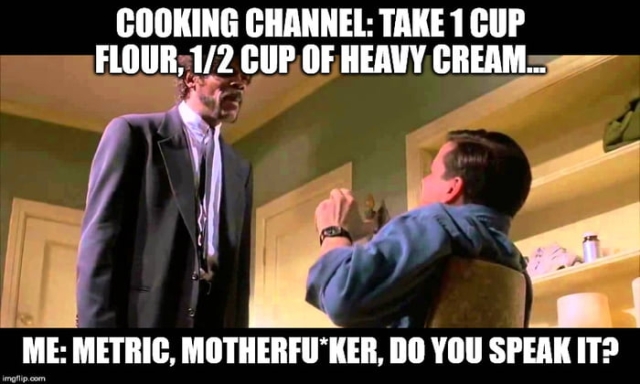 COOKING CHANNEL: TAKE 1 CUP
FLOUR, 1/2 CUP OF HEAVY CREAM...
ME: METRIC, MOTHERFU*KER, DO YOU SPEAK IT?
imgflip.com